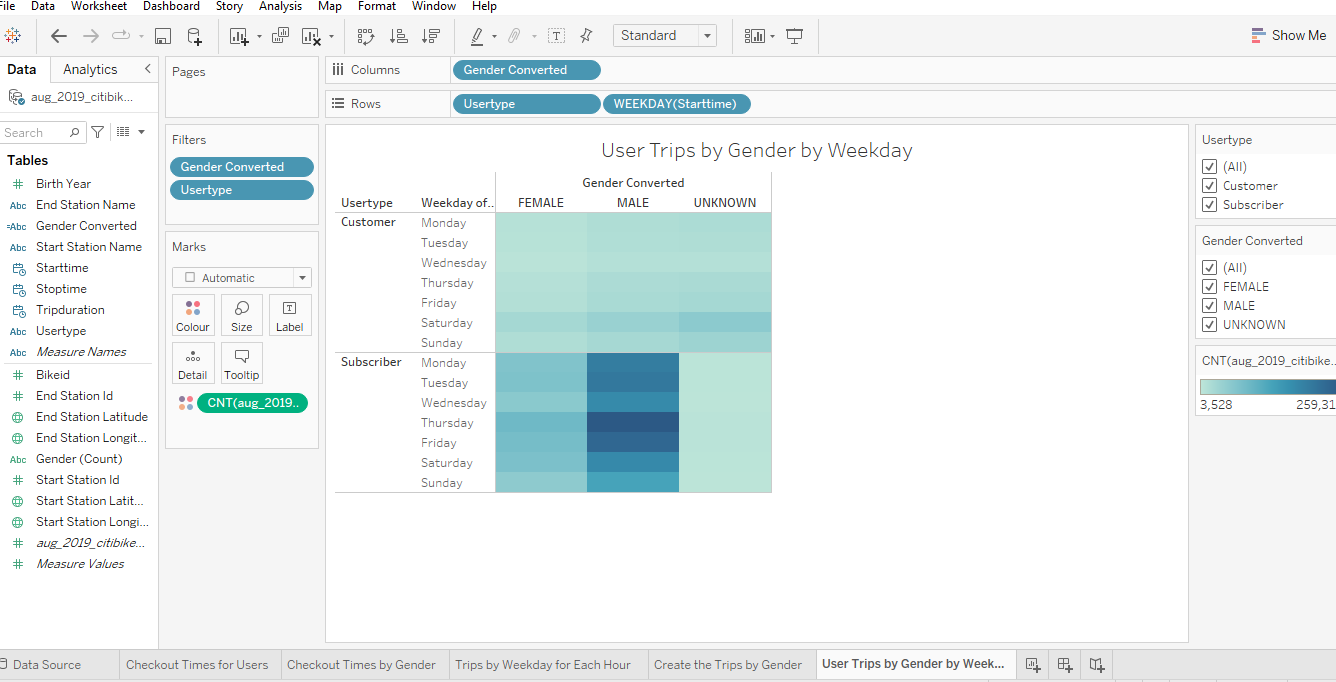 File Data Worksheet Dashboard Story Analysis Map Format Window Help
Standard
Show Me
Data Analytics
aug_2019_citibik...
Search
Tables
Birth Year
Abc End Station Name
=Abc Gender Converted
Abc Start Station Name
Starttime
Stoptime
Tripduration
Abc Usertype
Abc Measure Names
Bikeid
End Station Id
End Station Latitude
End Station Longit...
Abc Gender (Count)
Start Station Id
Start Station Latit...
Start Station Longi...
aug_2019_citibike...
Measure Values
Pages
Filters
Gender Converted
Usertype
Marks
Automatic
Colour Size Label
Detail Tooltip
CNT(aug_2019..
Columns Gender Converted
Rows Usertype WEEKDAY(Starttime)
User Trips by Gender by Weekday
Gender Converted
Usertype Weekday of.. FEMALE MALE UNKNOWN
Customer Monday
Tuesday
Wednesday
Thursday
Friday
Saturday
Sunday
Subscriber Monday
Tuesday
Wednesday
Thursday
Friday
Saturday
Sunday
Usertype
(All)
Customer
Subscriber
Gender Converted
(All)
FEMALE
MALE
UNKNOWN
CNT(aug_2019_citibike...
3,528 259,31
Data Source Checkout Times for Users Checkout Times by Gender Trips by Weekday for Each Hour Create the Trips by Gender User Trips by Gender by Week...